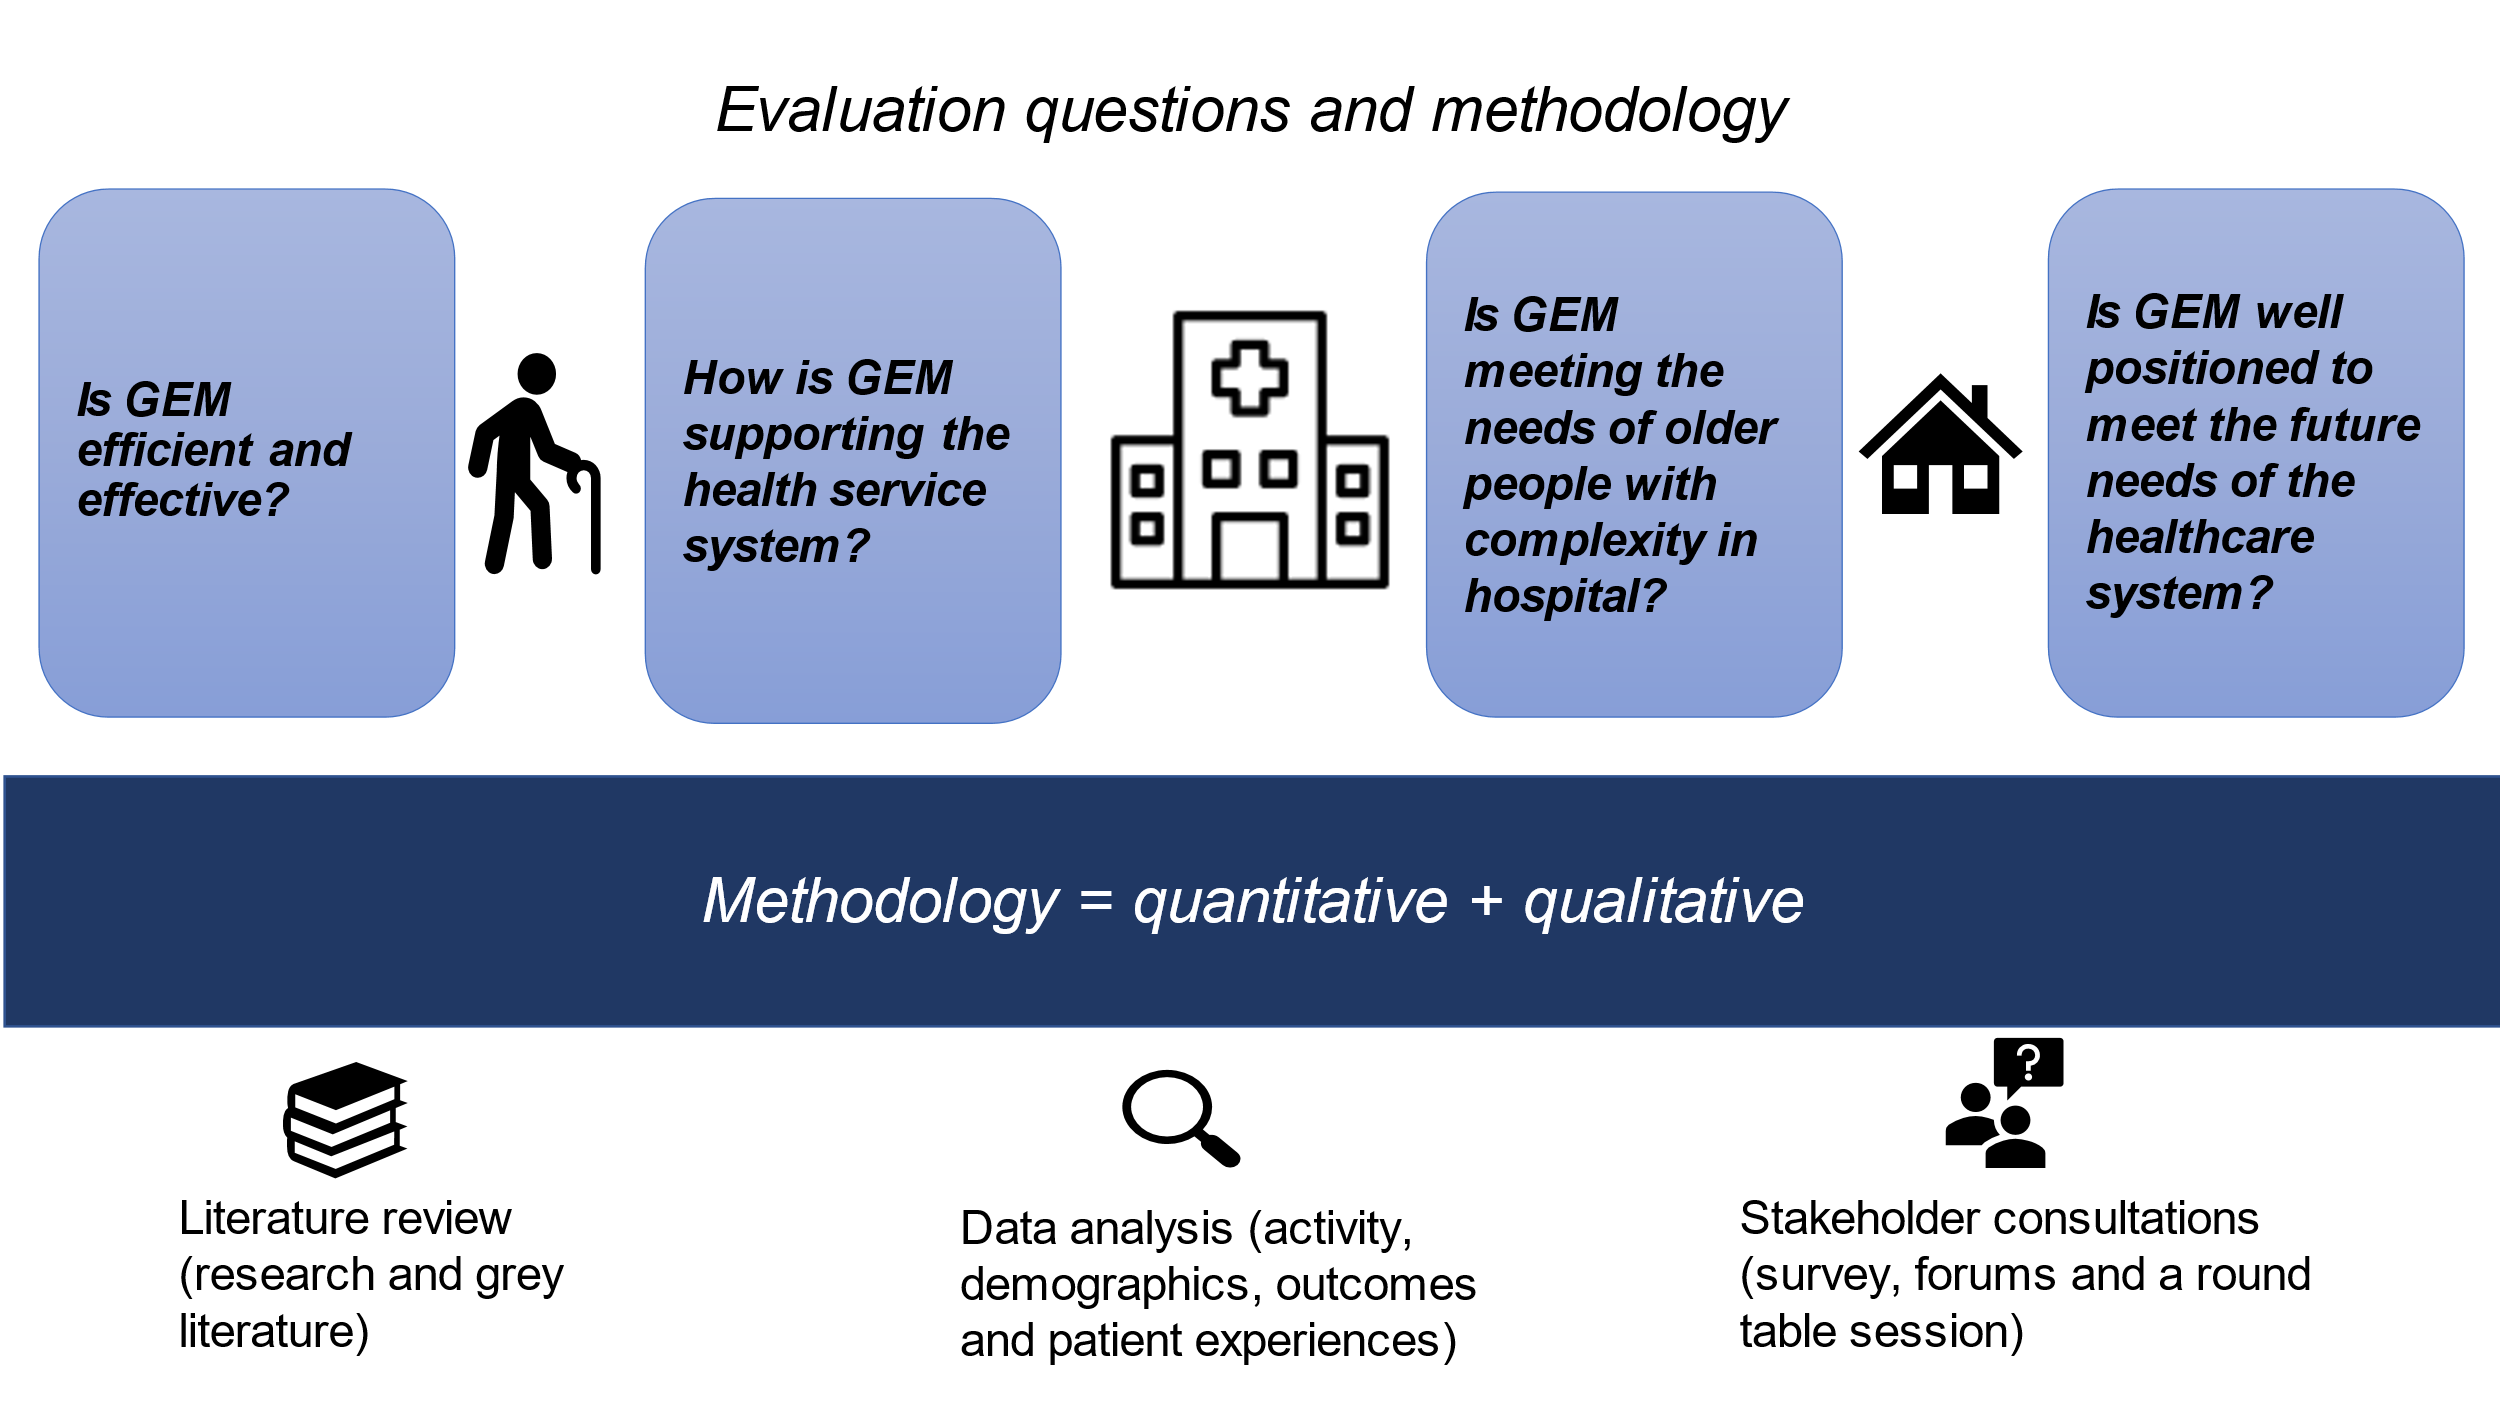 Evaluation questions and methodology
Is GEM
efficient and
effective?
How is GEM
supporting the
health service
system?
Is GEM
meeting the
needs of older
people with
complexity in
hospital?
Is GEM well
positioned to
meet the future
needs of the
healthcare
system?
Methodology = quantitative + qualitative
?
Literature review
(research and grey
literature)
Data analysis (activity,
demographics, outcomes
and patient experiences)
Stakeholder consultations
(survey, forums and a round
table session)